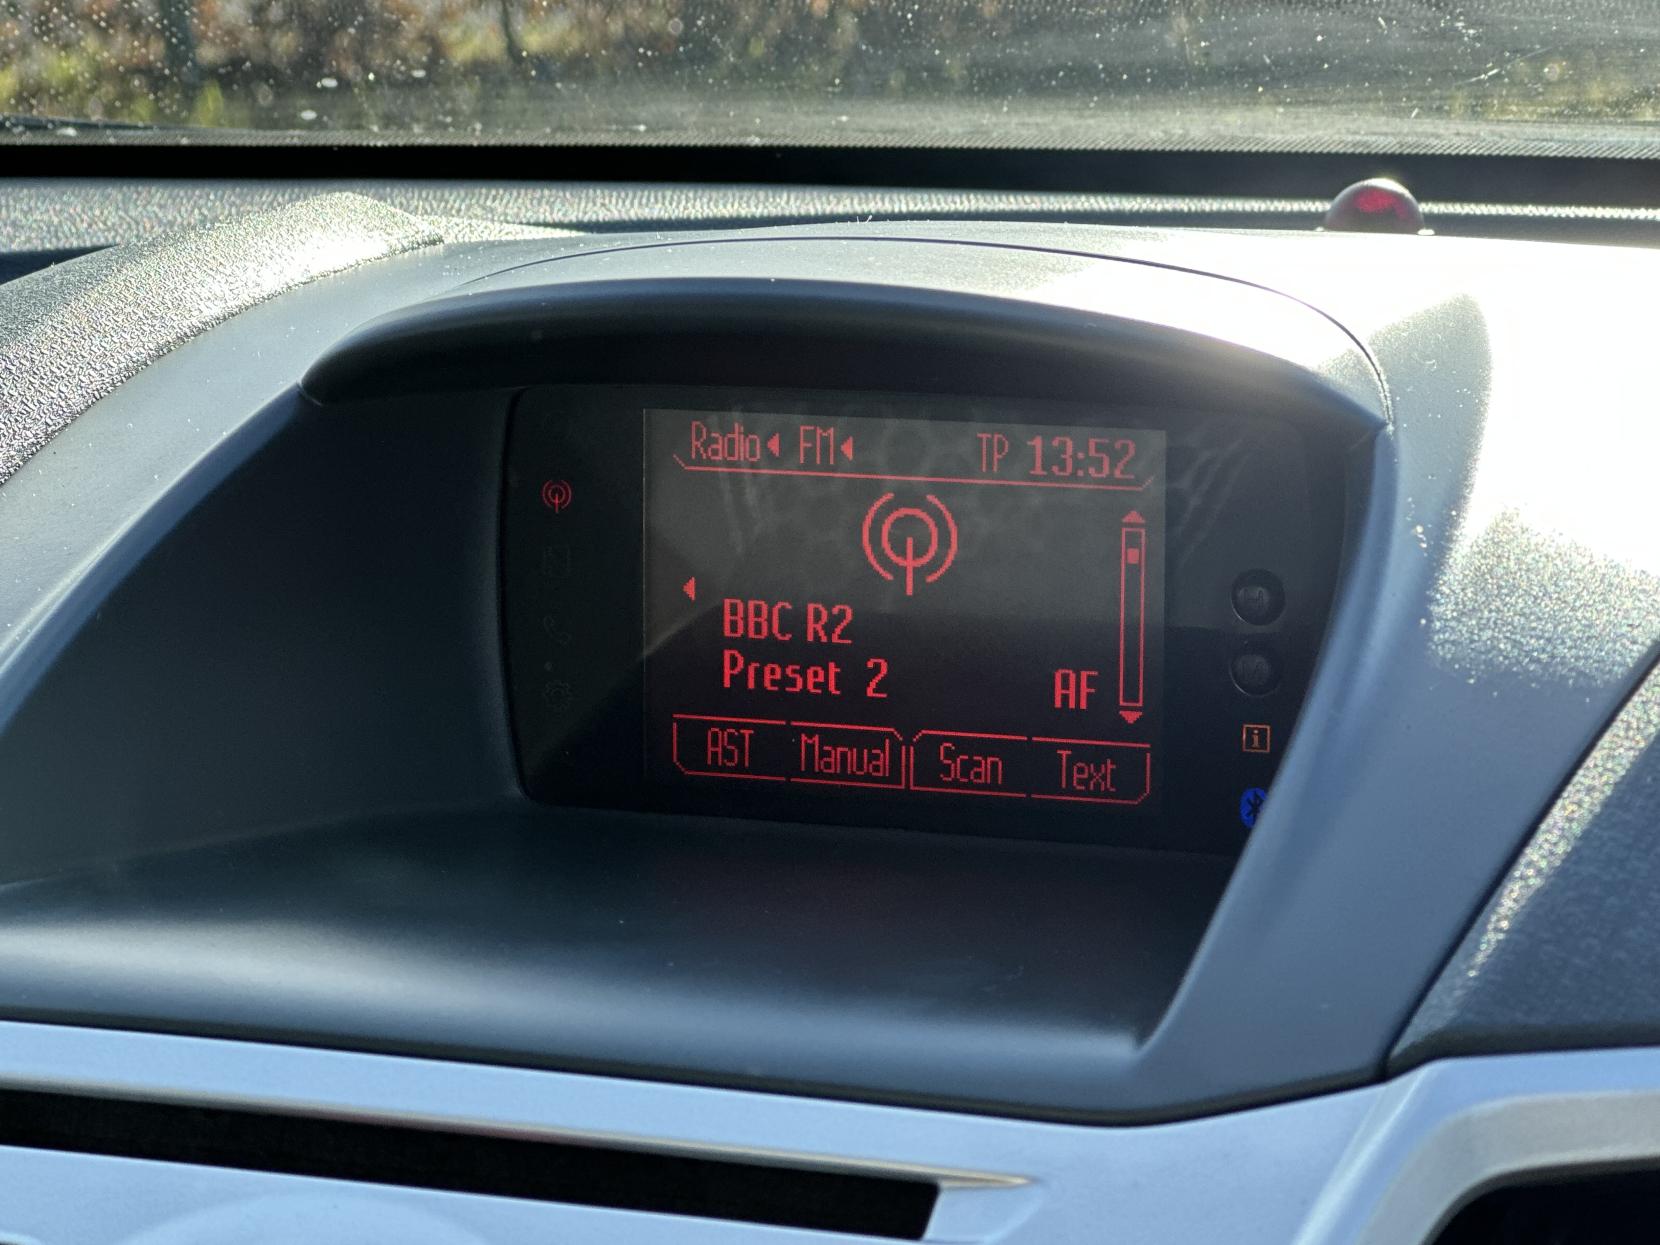 Radio FM TP 13:52
BBC R2
Preset 2
AF
AST Manual Scan Text
i